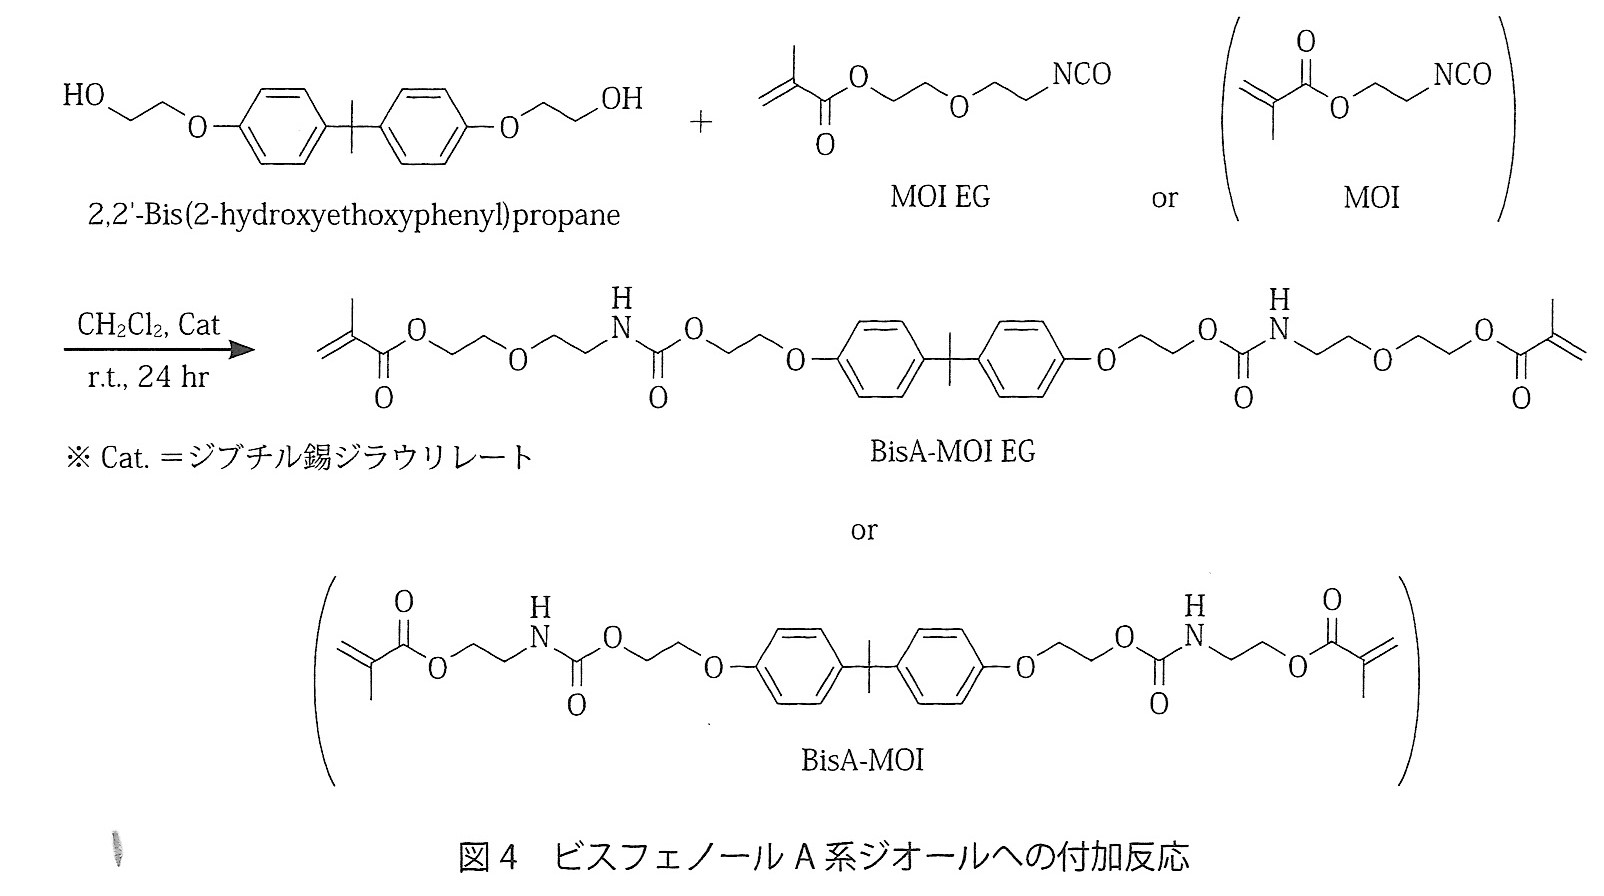 HO
O
O
OH
+
O
O
O
NCO
O
O
NCO
2,2'-Bis(2-hydroxyethoxyphenyl)propane
MOI EG
or
MOI
CH₂Cl₂, Cat
r.t., 24 hr
O
O
O
H
N
O
O
O
O
O
O
H
N
O
O
O
O
※ Cat. =ジブチル錫ジラウリレート
BisA-MOI EG
or
O
O
H
N
O
O
O
O
O
O
H
N
O
O
BisA-MOI
図4 ビスフェノールA系ジオールへの付加反応